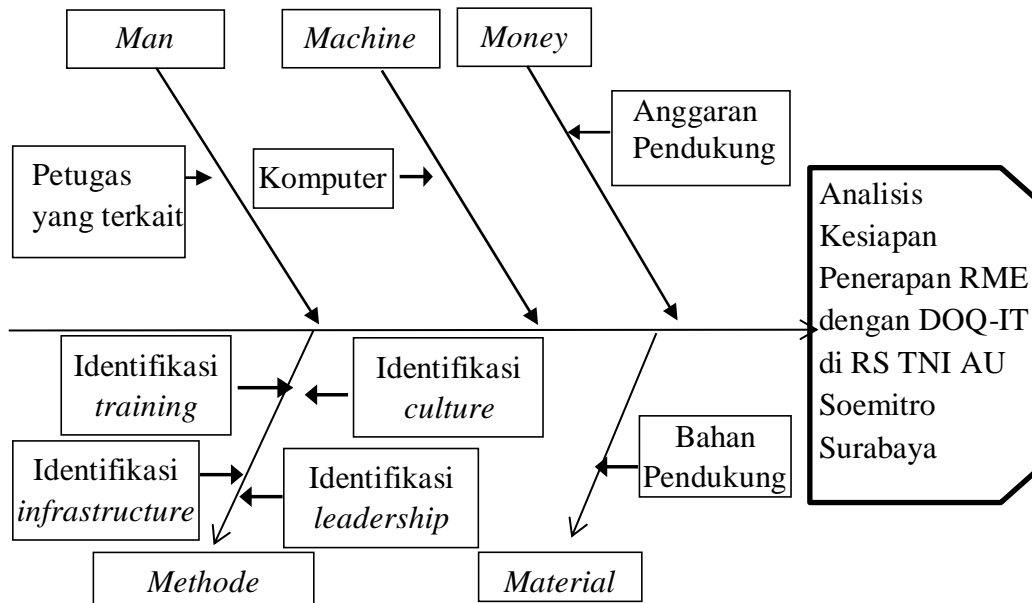 Man
Machine
Money
Petugas
yang terkait
Komputer
Anggaran
Pendukung
Analisis
Kesiapan
Penerapan RME
dengan DOQ-IT
di RS TNI AU
Soemitro
Surabaya
Identifikasi
training
Identifikasi
culture
Identifikasi
infrastructure
Identifikasi
leadership
Bahan
Pendukung
Methode
Material